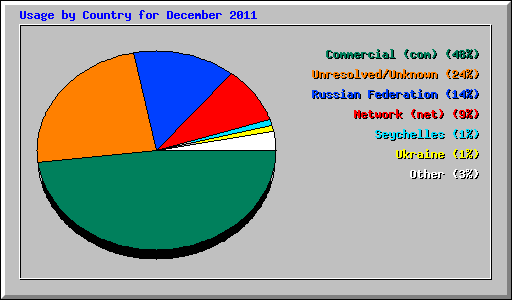 Usage by Country for December 2011
Commercial (com) (48%)
Unresolved/Unknown (24%)
Russian Federation (14%)
Network (net) (9%)
Seychelles (1%)
Ukraine (1%)
Other (3%)